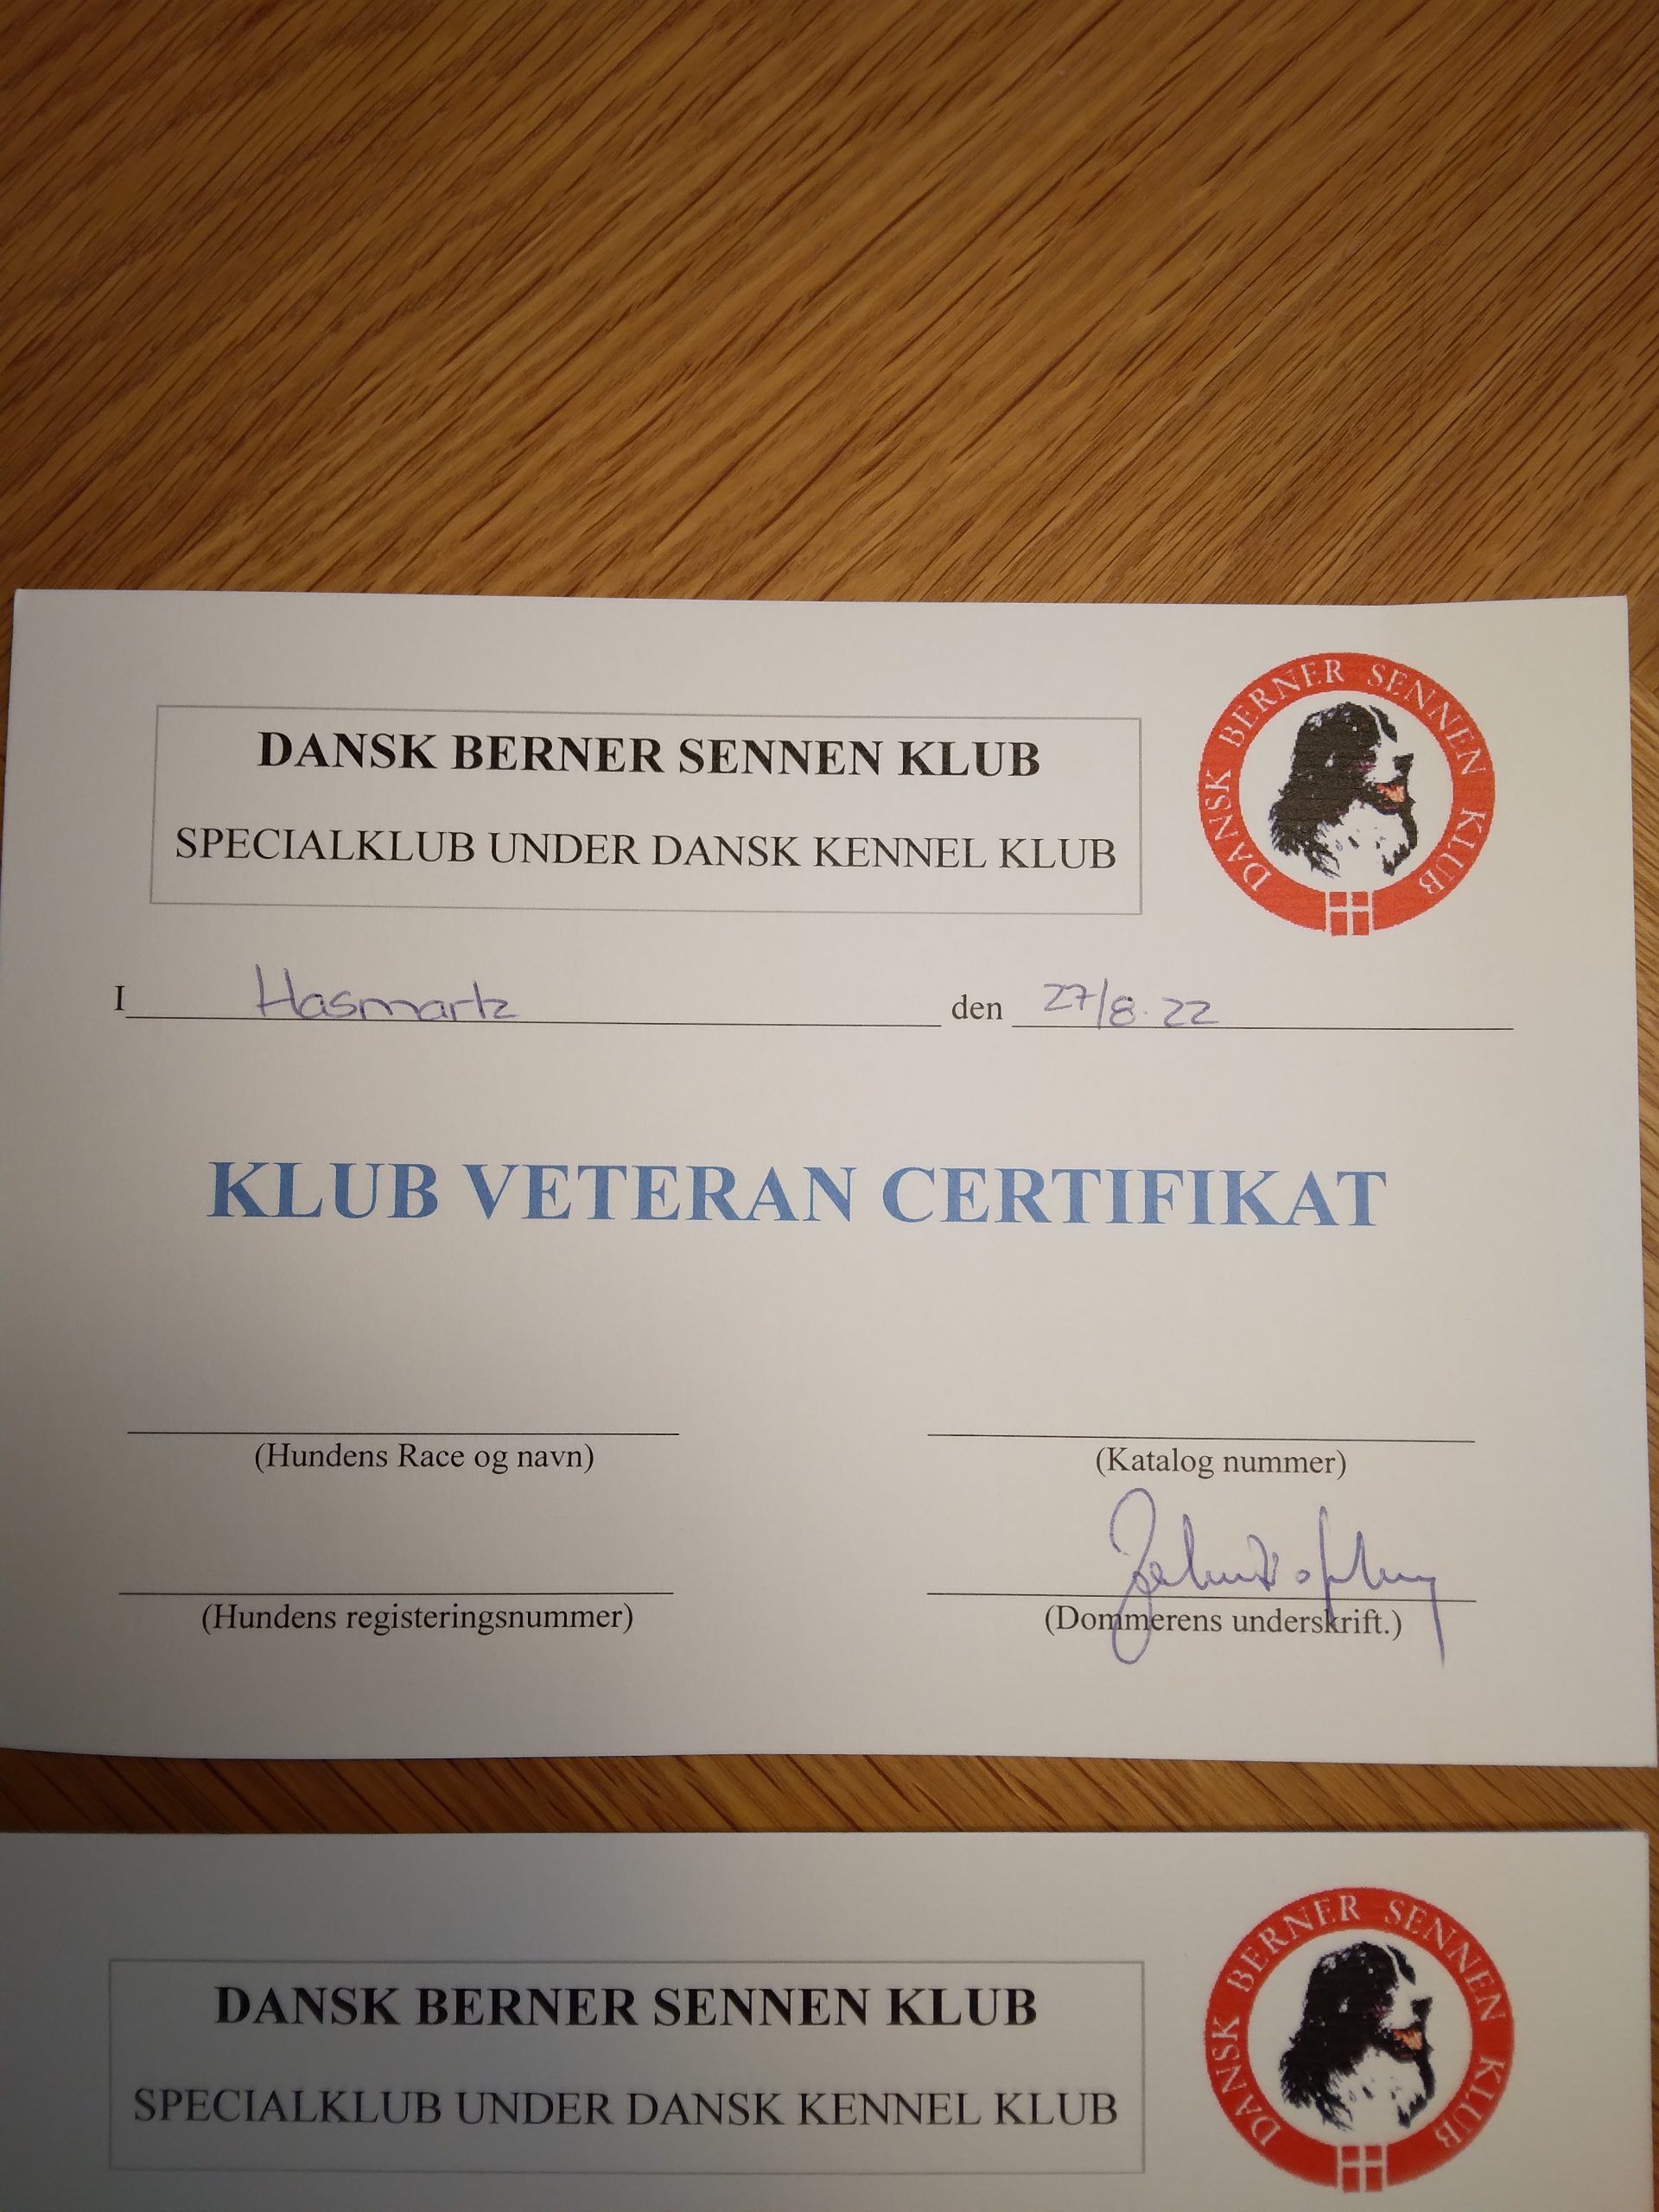 DANSK BERNER SENNEN KLUB
SPECIALKLUB UNDER DANSK KENNEL KLUB
DANSK BERNER SENNEN KLUB
I Hasmark den 27/8.22
KLUB VETERAN CERTIFIKAT
(Hundens Race og navn) (Katalog nummer)
(Hundens registeringsnummer) (Dommerens underskrift.)
DANSK BERNER SENNEN KLUB
SPECIALKLUB UNDER DANSK KENNEL KLUB
DANSK BERNER SENNEN KLUB